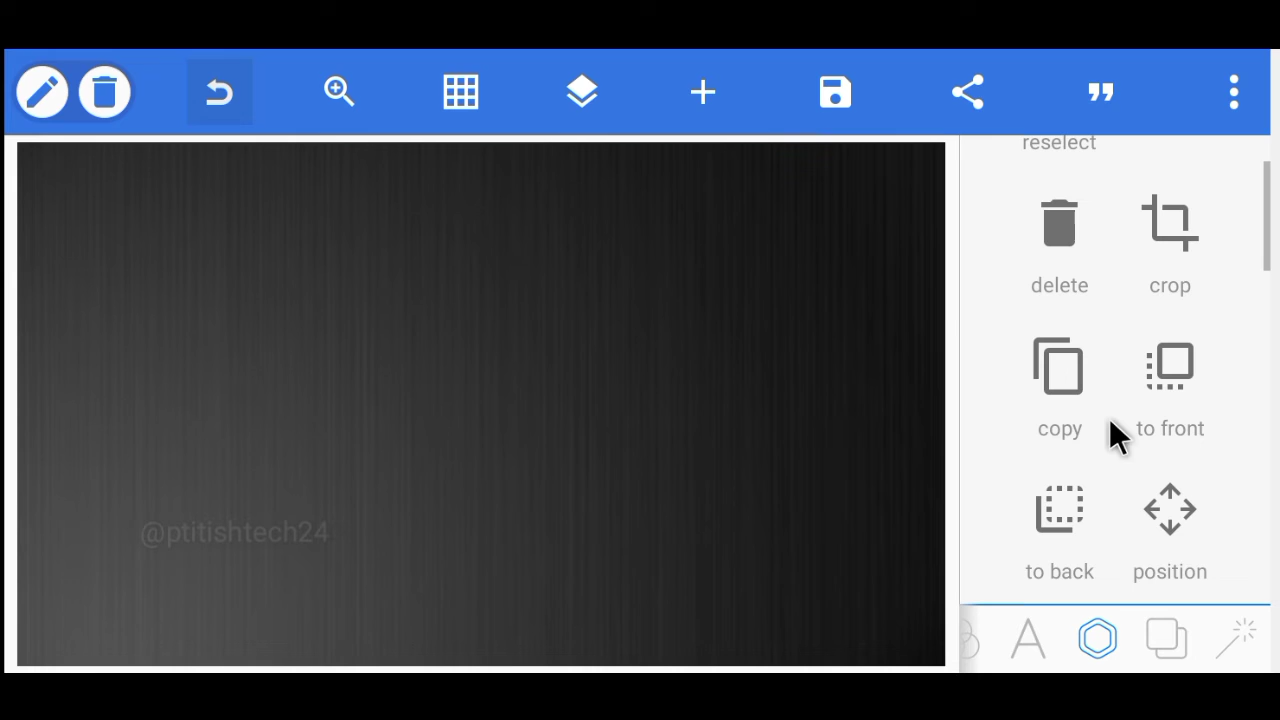 reselect
delete
crop
copy
to front
to back
position
@ptitishtech24